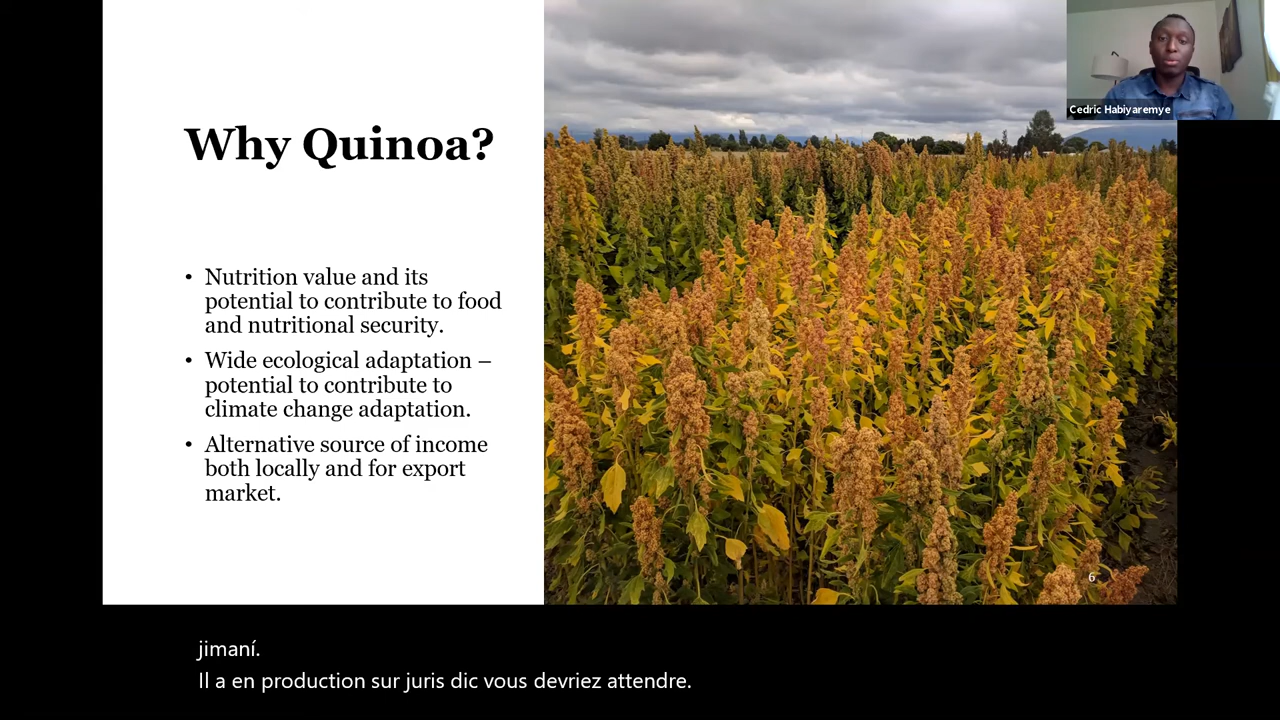 Why Quinoa?
• Nutrition value and its
potential to contribute to food
and nutritional security.
• Wide ecological adaptation –
potential to contribute to
climate change adaptation.
• Alternative source of income
both locally and for export
market.
Cedric Habiyaremye
6
jimaní.
Il a en production sur juris dic vous devriez attendre.